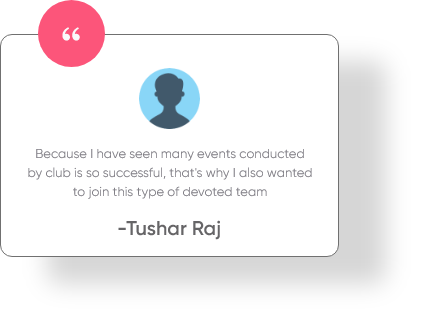 “
Because I have seen many events conducted
by club is so successful, that's why I also wanted
to join this type of devoted team
-Tushar Raj